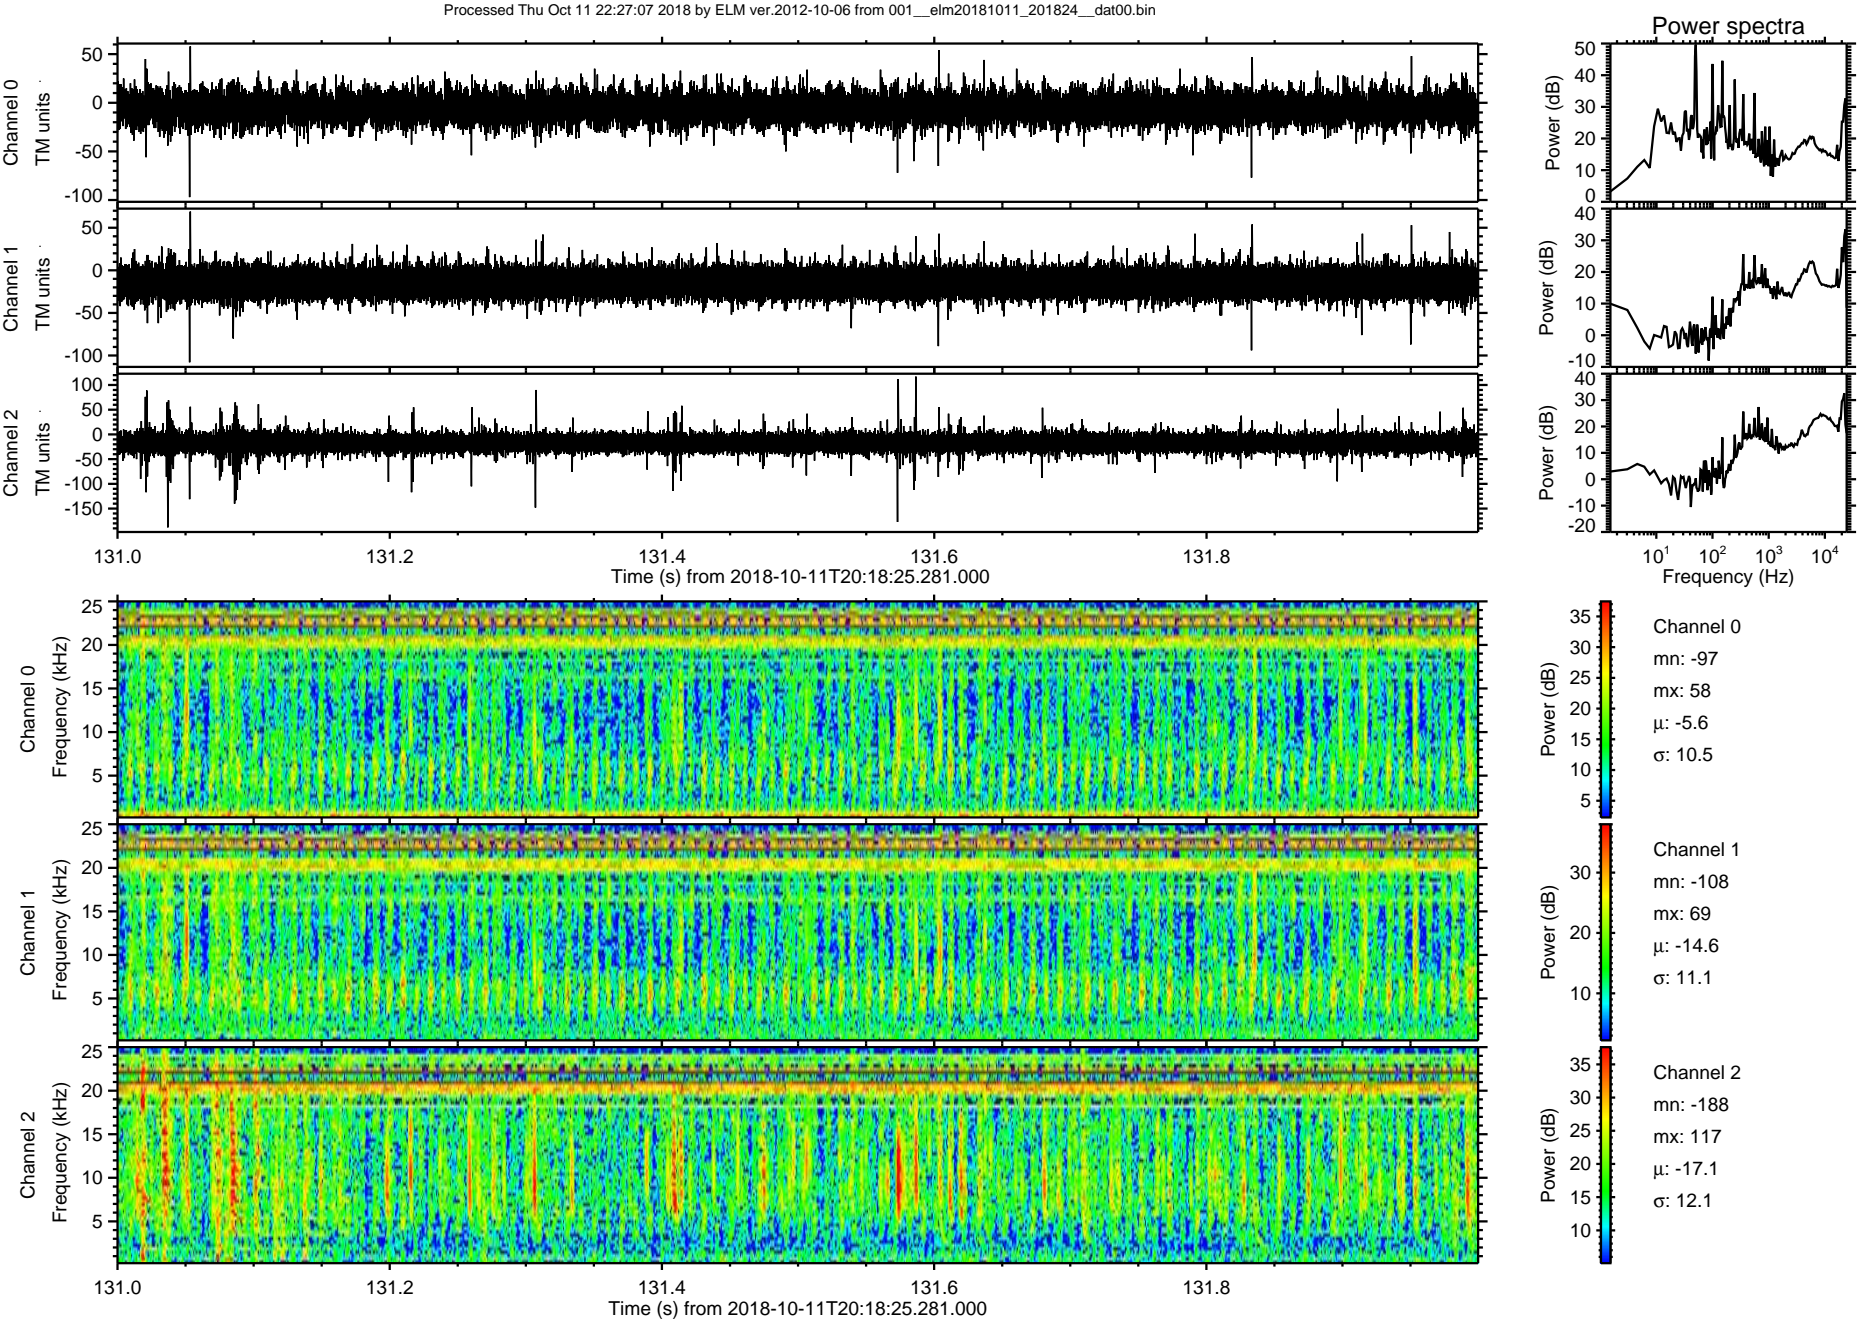 Processed Thu Oct 11 22:27:07 2018 by ELM ver.2012-10-06 from 001__elm20181011_201824__dat00.bin
Power spectra
Channel 0
TM units
50
0
-50
-100
Power (dB)
50
40
30
20
10
0
Channel 1
TM units
50
0
-50
-100
Power (dB)
40
30
20
10
0
-10
Channel 2
TM units
100
50
0
-50
-100
-150
Power (dB)
40
30
20
10
0
-10
-20
131.0 131.2 131.4 131.6 131.8
Time (s) from 2018-10-11T20:18:25.281.000
10^1 10^2 10^3 10^4
Frequency (Hz)
Channel 0
Frequency (kHz)
25
20
15
10
5
Power (dB)
35
30
25
20
15
10
5
Channel 0
mn: -97
mx: 58
μ: -5.6
σ: 10.5
Channel 1
Frequency (kHz)
25
20
15
10
5
Power (dB)
30
20
10
Channel 1
mn: -108
mx: 69
μ: -14.6
σ: 11.1
Channel 2
Frequency (kHz)
25
20
15
10
5
Power (dB)
35
30
25
20
15
10
Channel 2
mn: -188
mx: 117
μ: -17.1
σ: 12.1
131.0 131.2 131.4 131.6 131.8
Time (s) from 2018-10-11T20:18:25.281.000